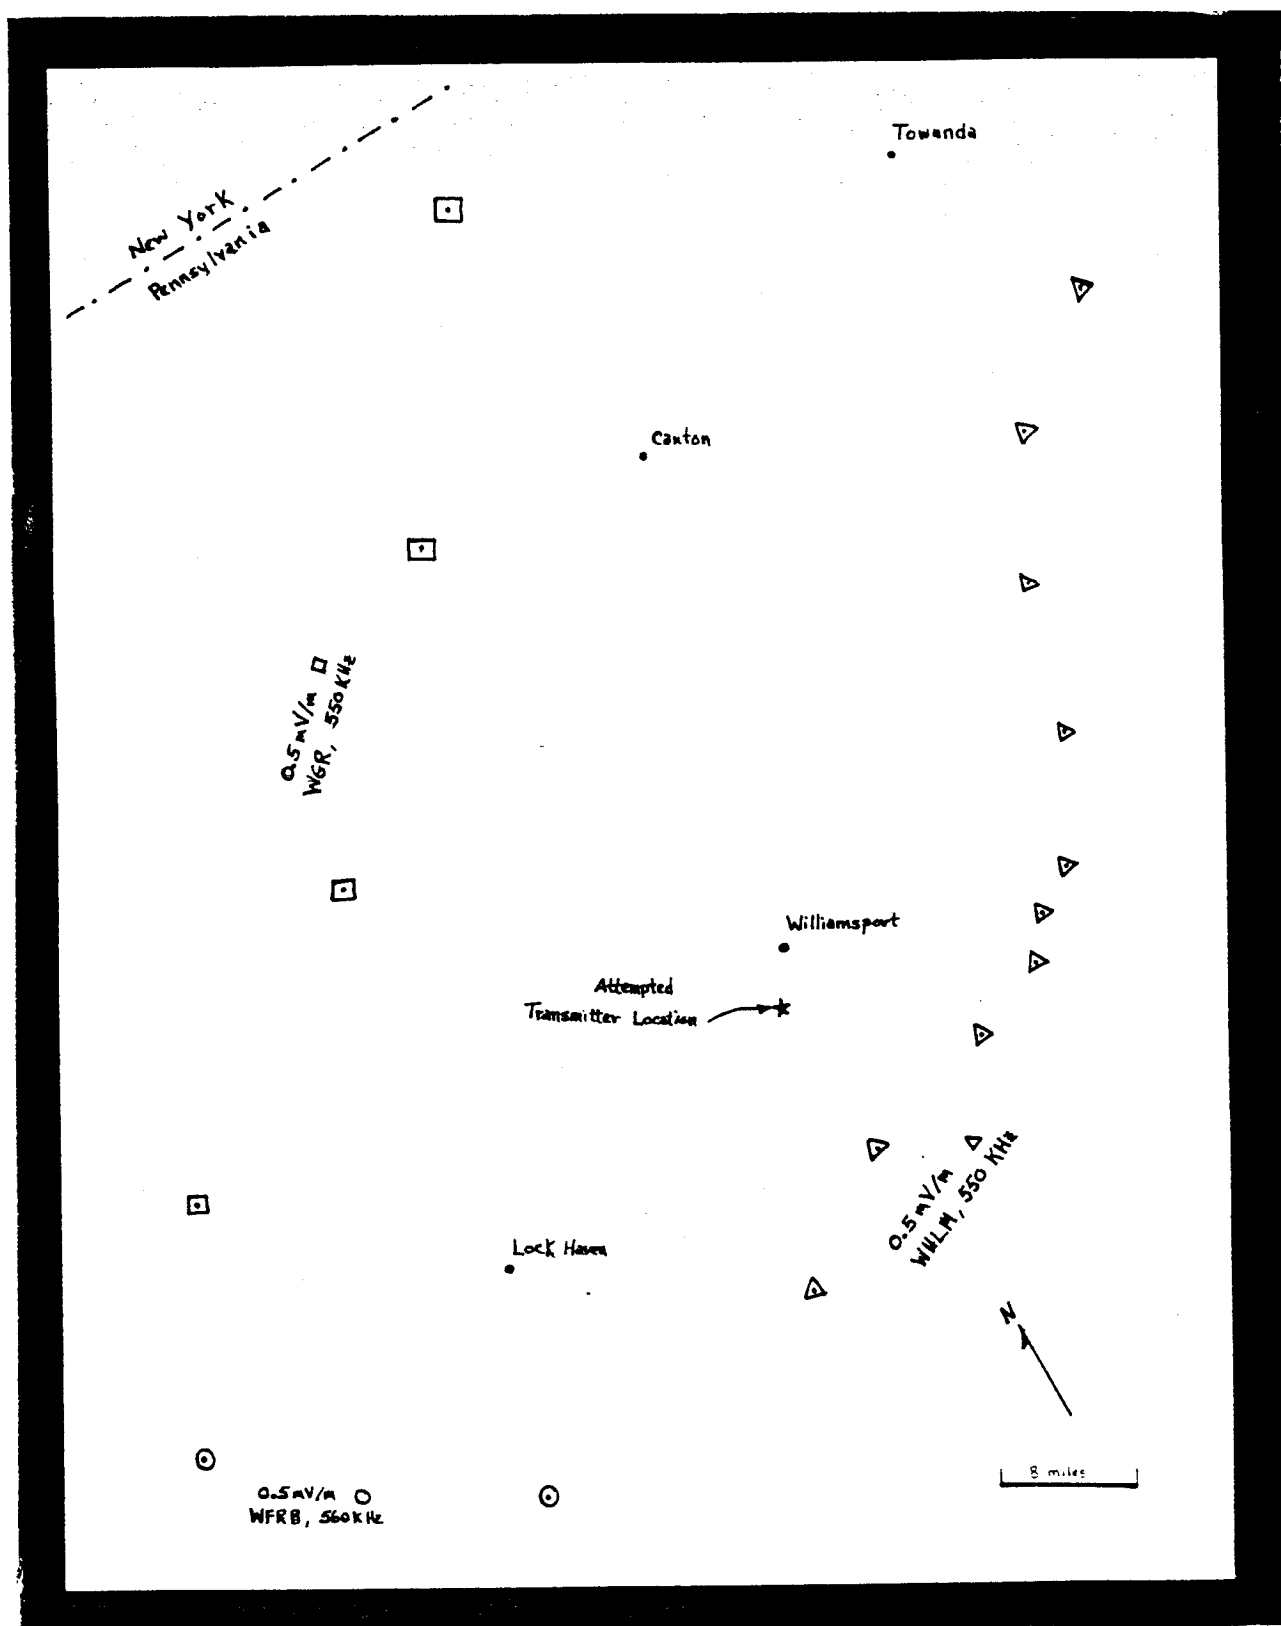 Towanda
New York
Pennsylvania
Canton
0.5 mV/m
WGR, 550 KHz
Williamsport
Attempted
Transmitter Location
0.5 mV/m
WHLM, 550 KHz
Lock Haven
N
8 miles
0.5 mV/m
WFRB, 560 KHz